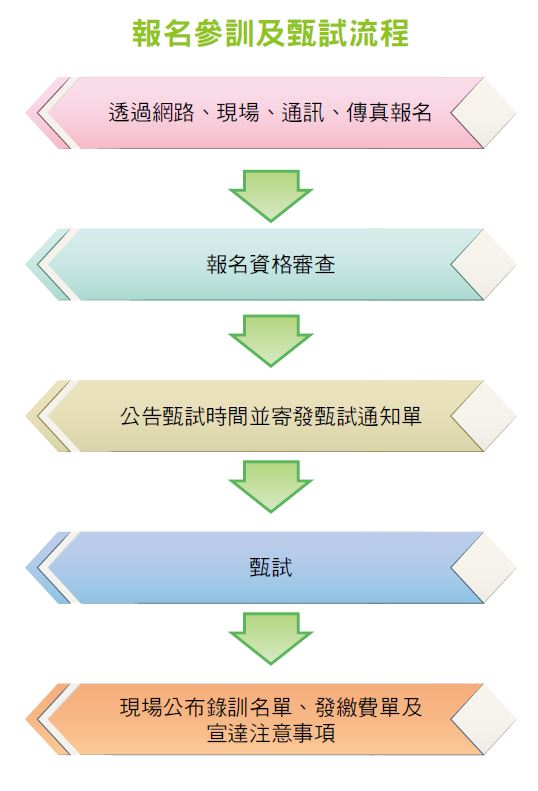 報名參訓及甄試流程
透過網路、現場、通訊、傳真報名
報名資格審查
公告甄試時間並寄發甄試通知單
甄試
現場公布錄訓名單、發繳費單及
宣達注意事項